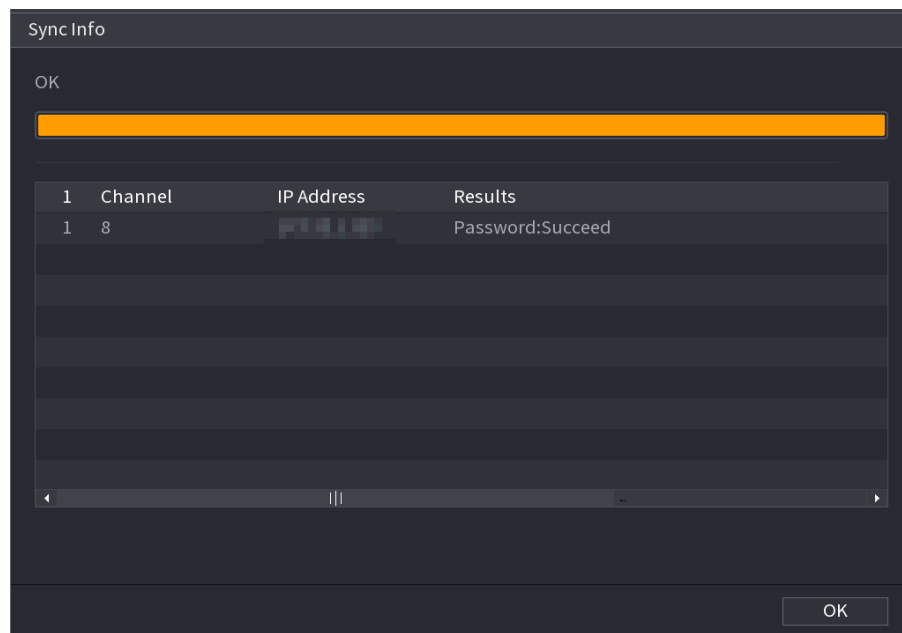 Sync Info
OK
1 Channel IP Address Results
1 8 Password:Succeed
OK